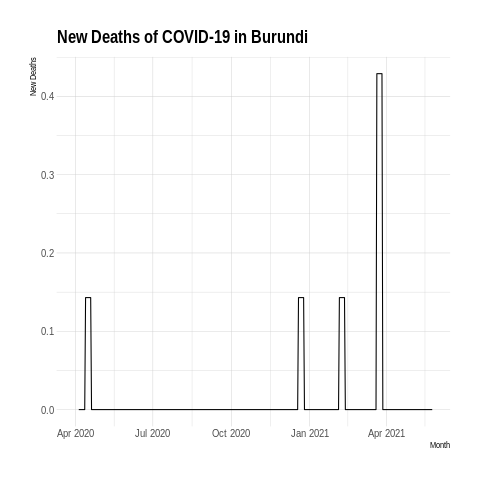 New Deaths of COVID-19 in Burundi
New Deaths
0.4
0.3
0.2
0.1
0.0
Apr 2020 Jul 2020 Oct 2020 Jan 2021 Apr 2021
Month